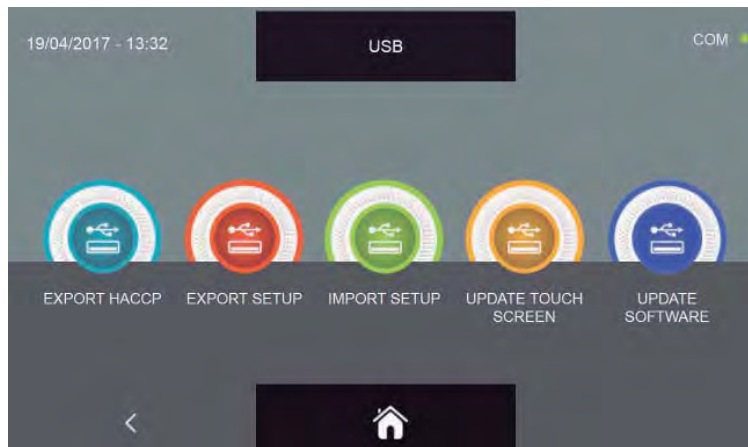 19/04/2017 - 13:32
USB
COM
EXPORT HACCP
EXPORT SETUP
IMPORT SETUP
UPDATE TOUCH
SCREEN
UPDATE
SOFTWARE